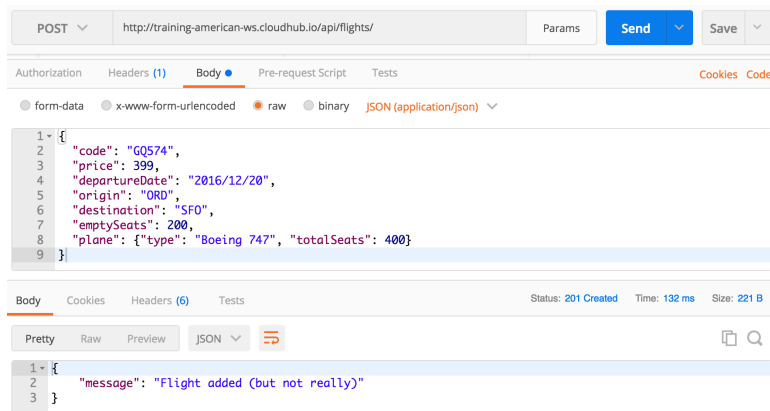 POST http://training-american-ws.cloudhub.io/api/flights/ Params Send Save
Authorization Headers (1) Body Pre-request Script Tests Cookies Code
form-data x-www-form-urlencoded raw binary JSON (application/json)
1 {
2 "code": "GQ574",
3 "price": 399,
4 "departureDate": "2016/12/20",
5 "origin": "ORD",
6 "destination": "SFO",
7 "emptySeats": 200,
8 "plane": {"type": "Boeing 747", "totalSeats": 400}
9 }
Body Cookies Headers (6) Tests Status: 201 Created Time: 132 ms Size: 221 B
Pretty Raw Preview JSON
1 {
2 "message": "Flight added (but not really)"
3 }